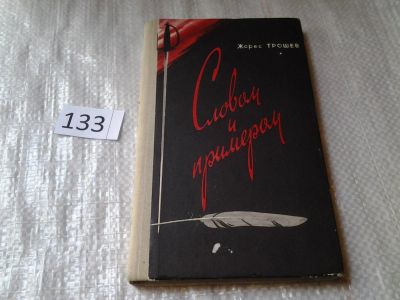 Жорес ТРОШЕВ
Словом
и
примером
133